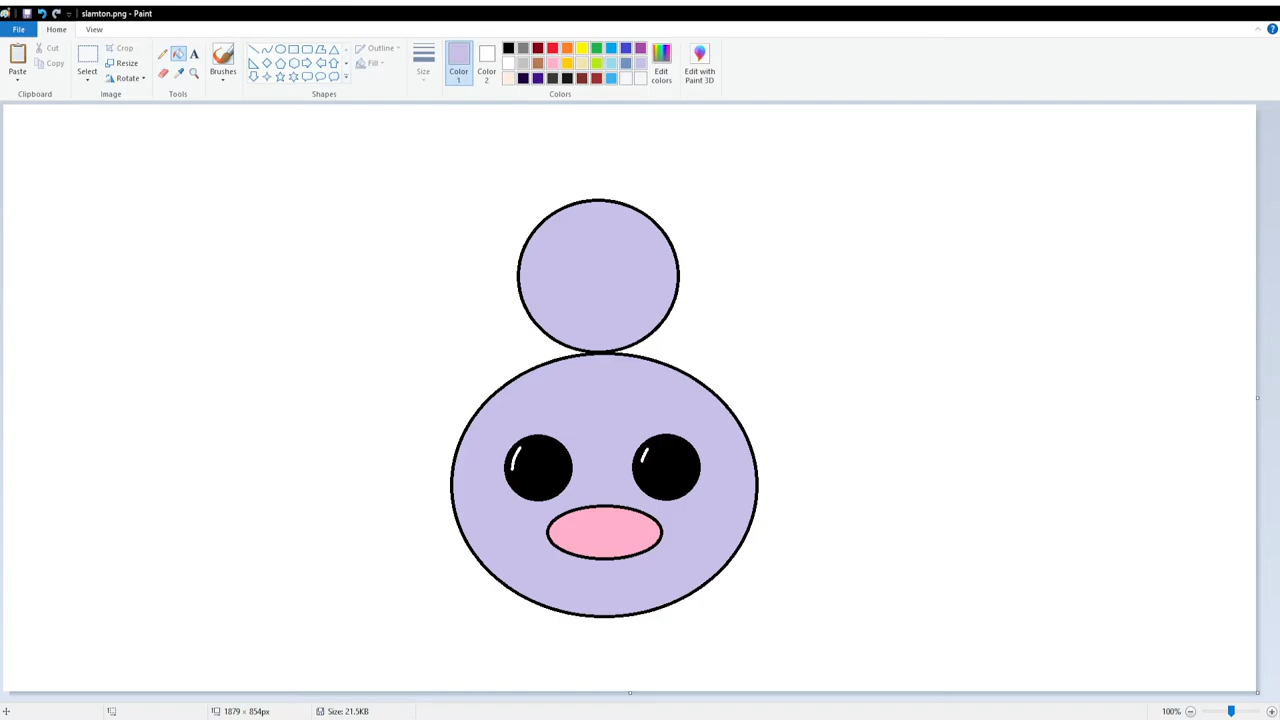 slamton.png - Paint
File Home View
Paste
Cut
Copy
Clipboard
Select
Crop
Resize
Rotate
Image
A
Tools
Brushes
Outline
Fill
Shapes
Size
Color 1
Color 2
Edit colors
Colors
Edit with Paint 3D
1879 × 854px
Size: 21.5KB
100%